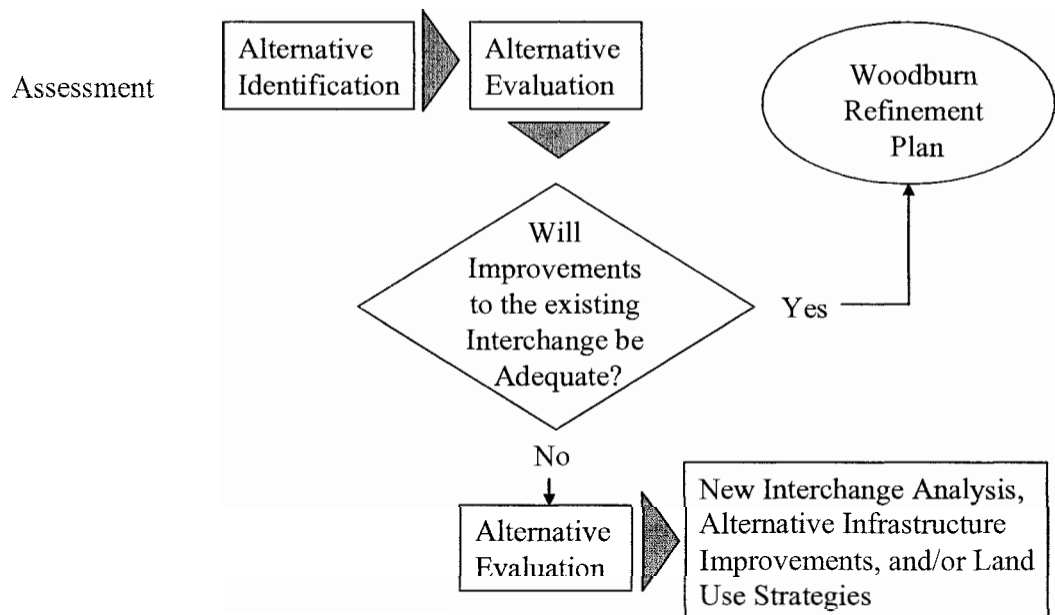 Assessment
Alternative
Identification
Alternative
Evaluation
Woodburn
Refinement
Plan
Will
Improvements
to the existing
Interchange be
Adequate?
Yes
No
Alternative
Evaluation
New Interchange Analysis,
Alternative Infrastructure
Improvements, and/or Land
Use Strategies